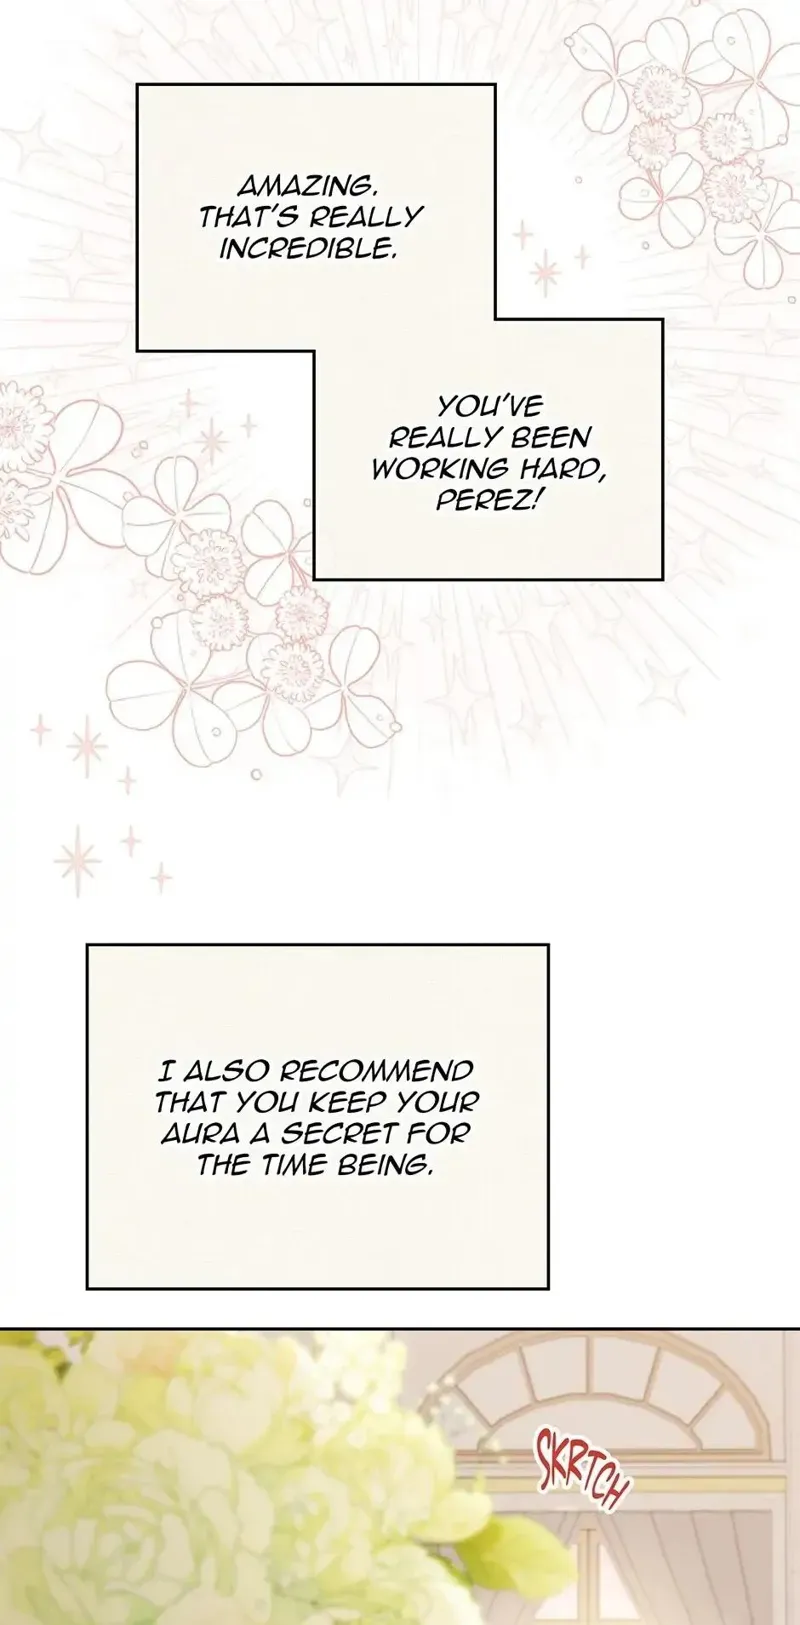 AMAZING.
THAT'S REALLY
INCREDIBLE.
YOU'VE
REALLY BEEN
WORKING HARD,
PEREZ!
I ALSO RECOMMEND
THAT YOU KEEP YOUR
AURA A SECRET FOR
THE TIME BEING.
SKRTCH